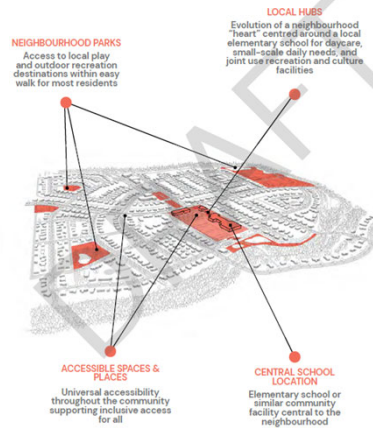 LOCAL HUBS
Evolution of a neighbourhood
"heart" centred around a local
elementary school for daycare,
small-scale daily needs, and
joint use recreation and culture
facilities
NEIGHBOURHOOD PARKS
Access to local play
and outdoor recreation
destinations within easy
walk for most residents
DRAFT
ACCESSIBLE SPACES &
PLACES
Universal accessibility
throughout the community
supporting inclusive access
for all
CENTRAL SCHOOL
LOCATION
Elementary school or
similar community
facility central to the
neighbourhood